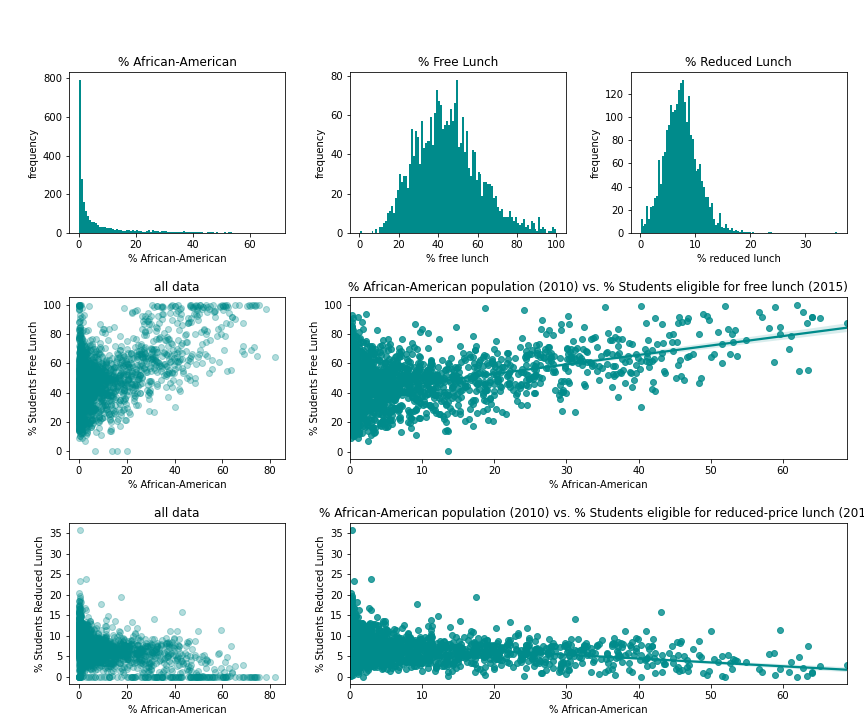 % African-American
% Free Lunch
% Reduced Lunch
800
600
400
200
0
frequency
0 20 40 60
% African-American
80
60
40
20
0
frequency
0 20 40 60 80 100
% free lunch
120
100
80
60
40
20
0
frequency
0 10 20 30
% reduced lunch
all data
100
80
60
40
20
0
% Students Free Lunch
0 20 40 60 80
% African-American
% African-American population (2010) vs. % Students eligible for free lunch (2015)
100
80
60
40
20
0
% Students Free Lunch
0 10 20 30 40 50 60
% African-American
all data
35
30
25
20
15
10
5
0
% Students Reduced Lunch
0 20 40 60 80
% African-American
% African-American population (2010) vs. % Students eligible for reduced-price lunch (201
35
30
25
20
15
10
5
0
% Students Reduced Lunch
0 10 20 30 40 50 60
% African-American